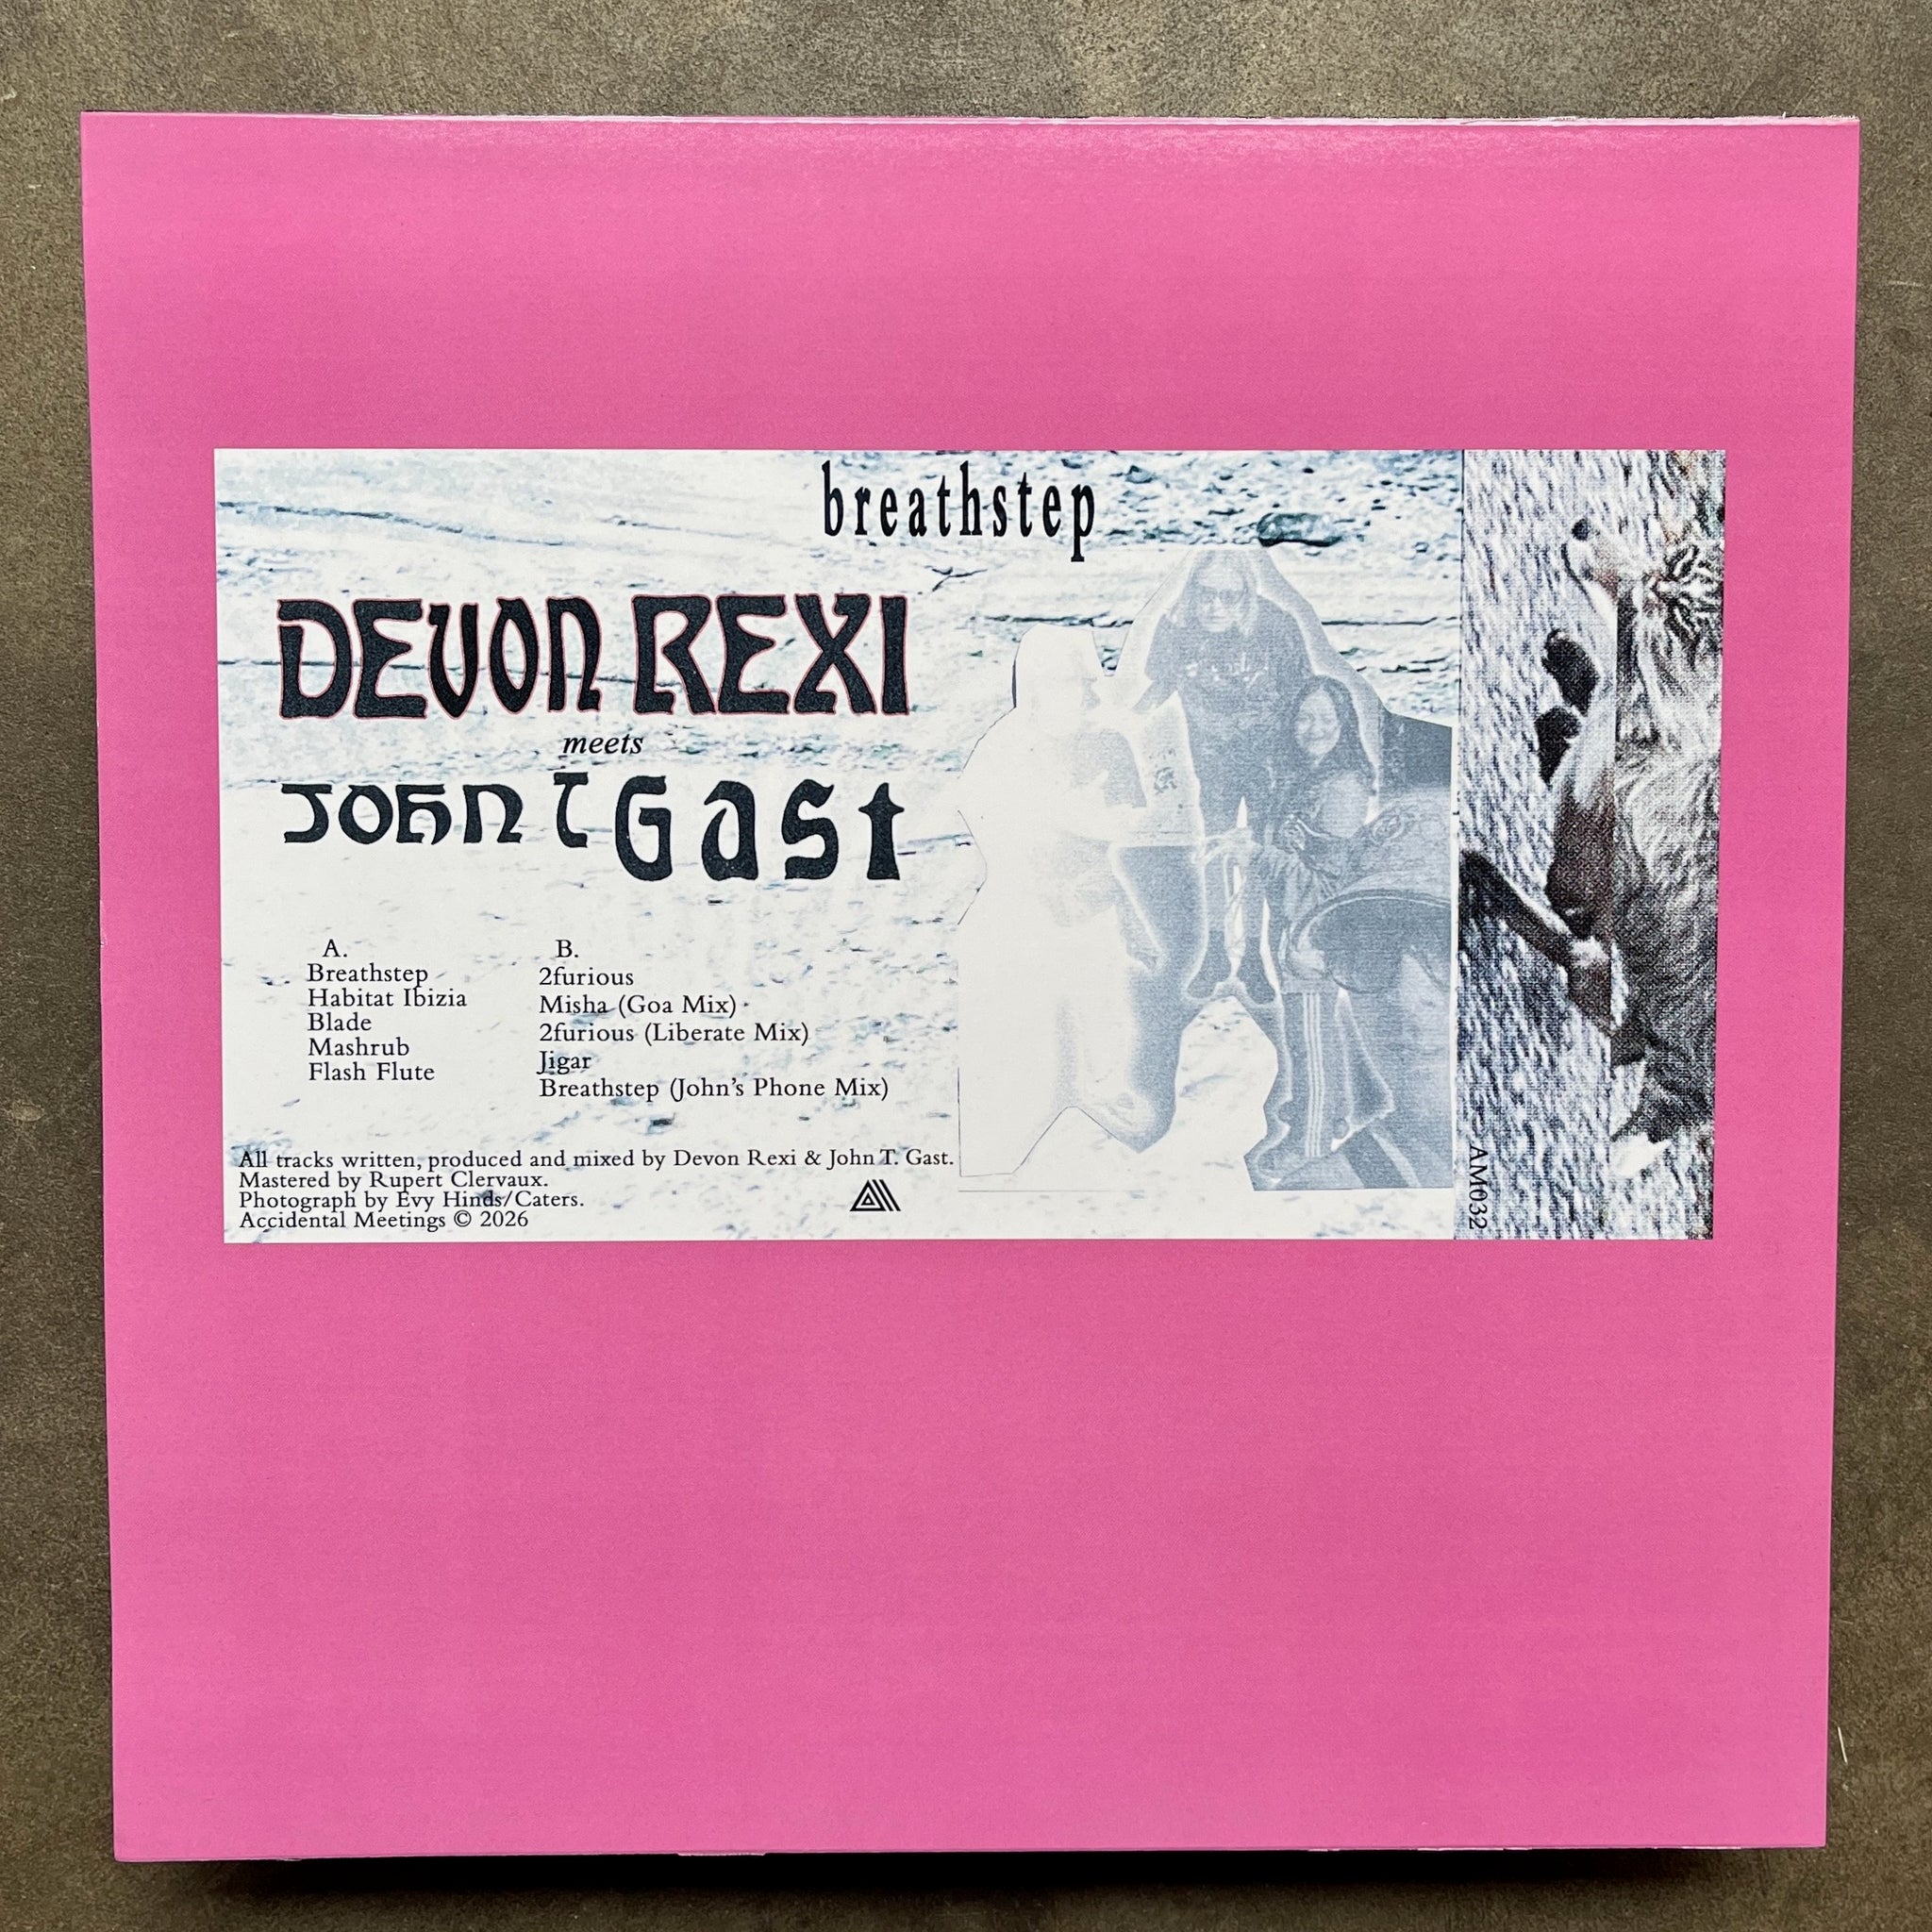 breathstep
DEVON REXI
meets
JOHN T GAST
A.
Breathstep
Habitat Ibizia
Blade
Mashrub
Flash Flute
B.
2furious
Misha (Goa Mix)
2furious (Liberate Mix)
Jigar
Breathstep (John's Phone Mix)
All tracks written, produced and mixed by Devon Rexi & John T. Gast.
Mastered by Rupert Clervaux.
Photograph by Evy Hinds/Caters.
Accidental Meetings © 2026
AM032